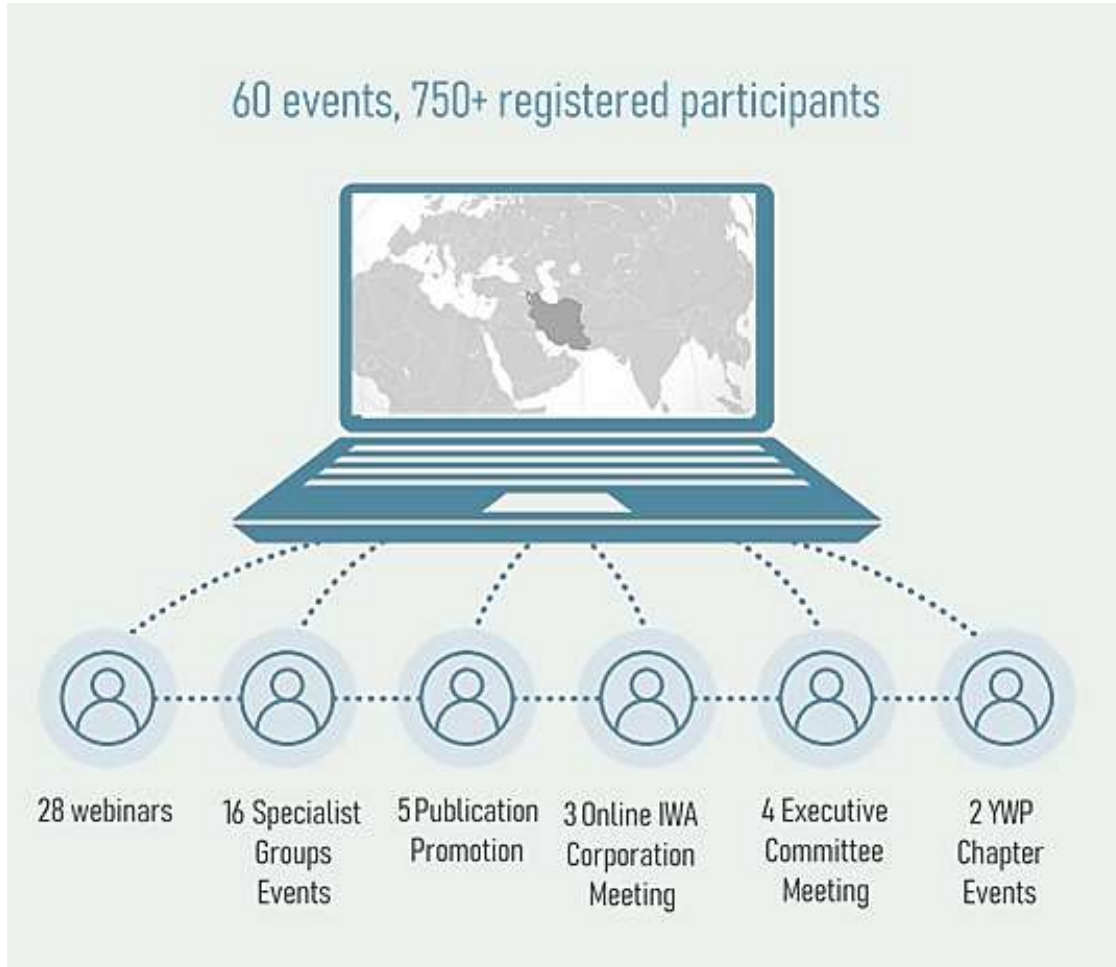 60 events, 750+ registered participants
28 webinars
16 Specialist
Groups
Events
5 Publication
Promotion
3 Online IWA
Corporation
Meeting
4 Executive
Committee
Meeting
2 YWP
Chapter
Events